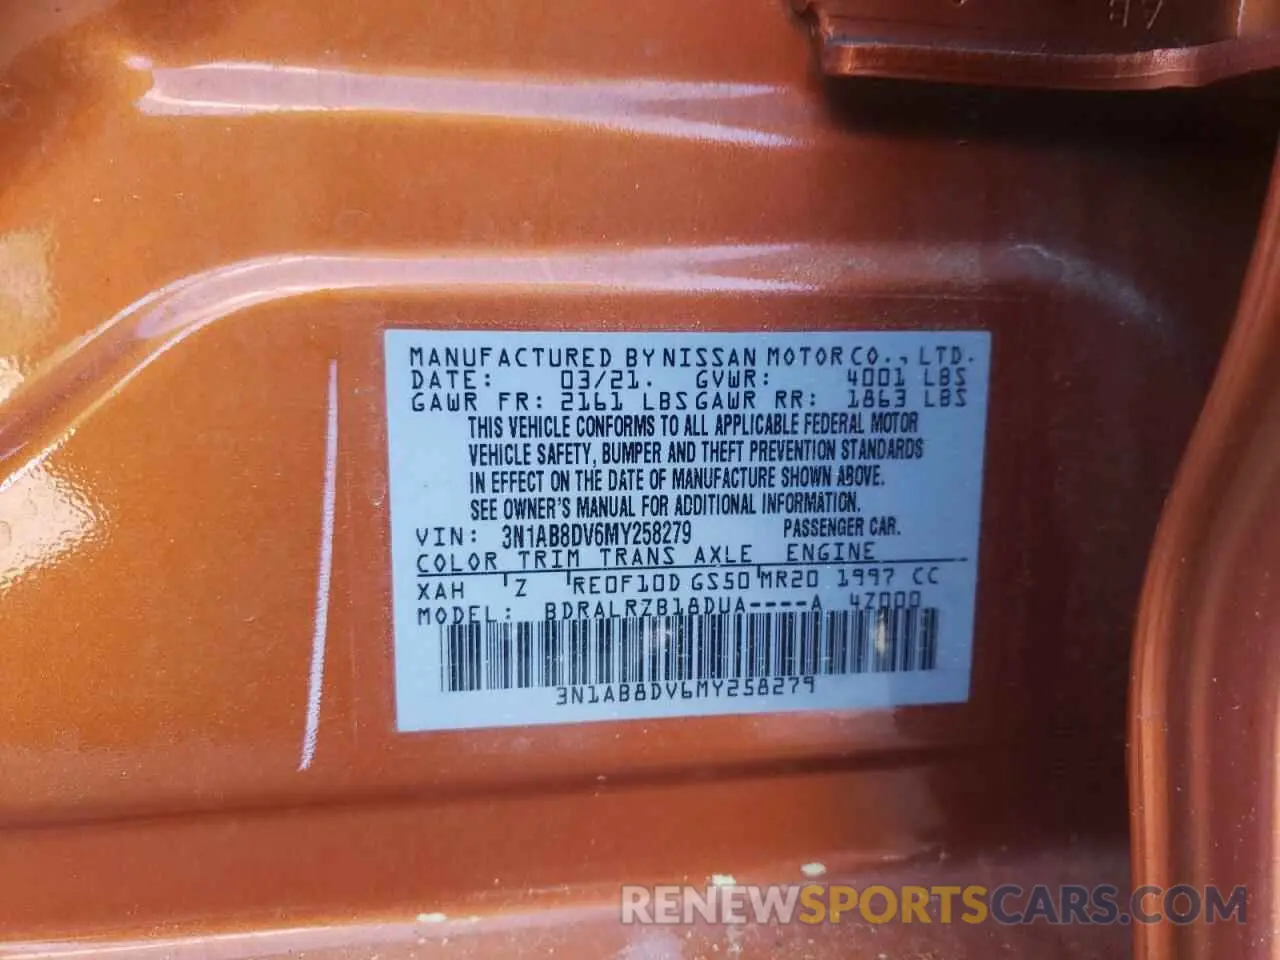 MANUFACTURED BY NISSAN MOTOR CO., LTD.
DATE: 03/21. GVWR: 4001 LBS
GAWR FR: 2161 LBS GAWR RR: 1863 LBS
THIS VEHICLE CONFORMS TO ALL APPLICABLE FEDERAL MOTOR
VEHICLE SAFETY, BUMPER AND THEFT PREVENTION STANDARDS
IN EFFECT ON THE DATE OF MANUFACTURE SHOWN ABOVE.
SEE OWNER'S MANUAL FOR ADDITIONAL INFORMATION.
VIN: 3N1AB8DV6MY258279 PASSENGER CAR.
COLOR TRIM TRANS AXLE ENGINE
XAH Z RE0F10D GS50 MR20 1997 CC
MODEL: BDRALRZB18DUA----A 4Z000
3N1AB8DV6MY258279
RENEWSPORTSCARS.COM